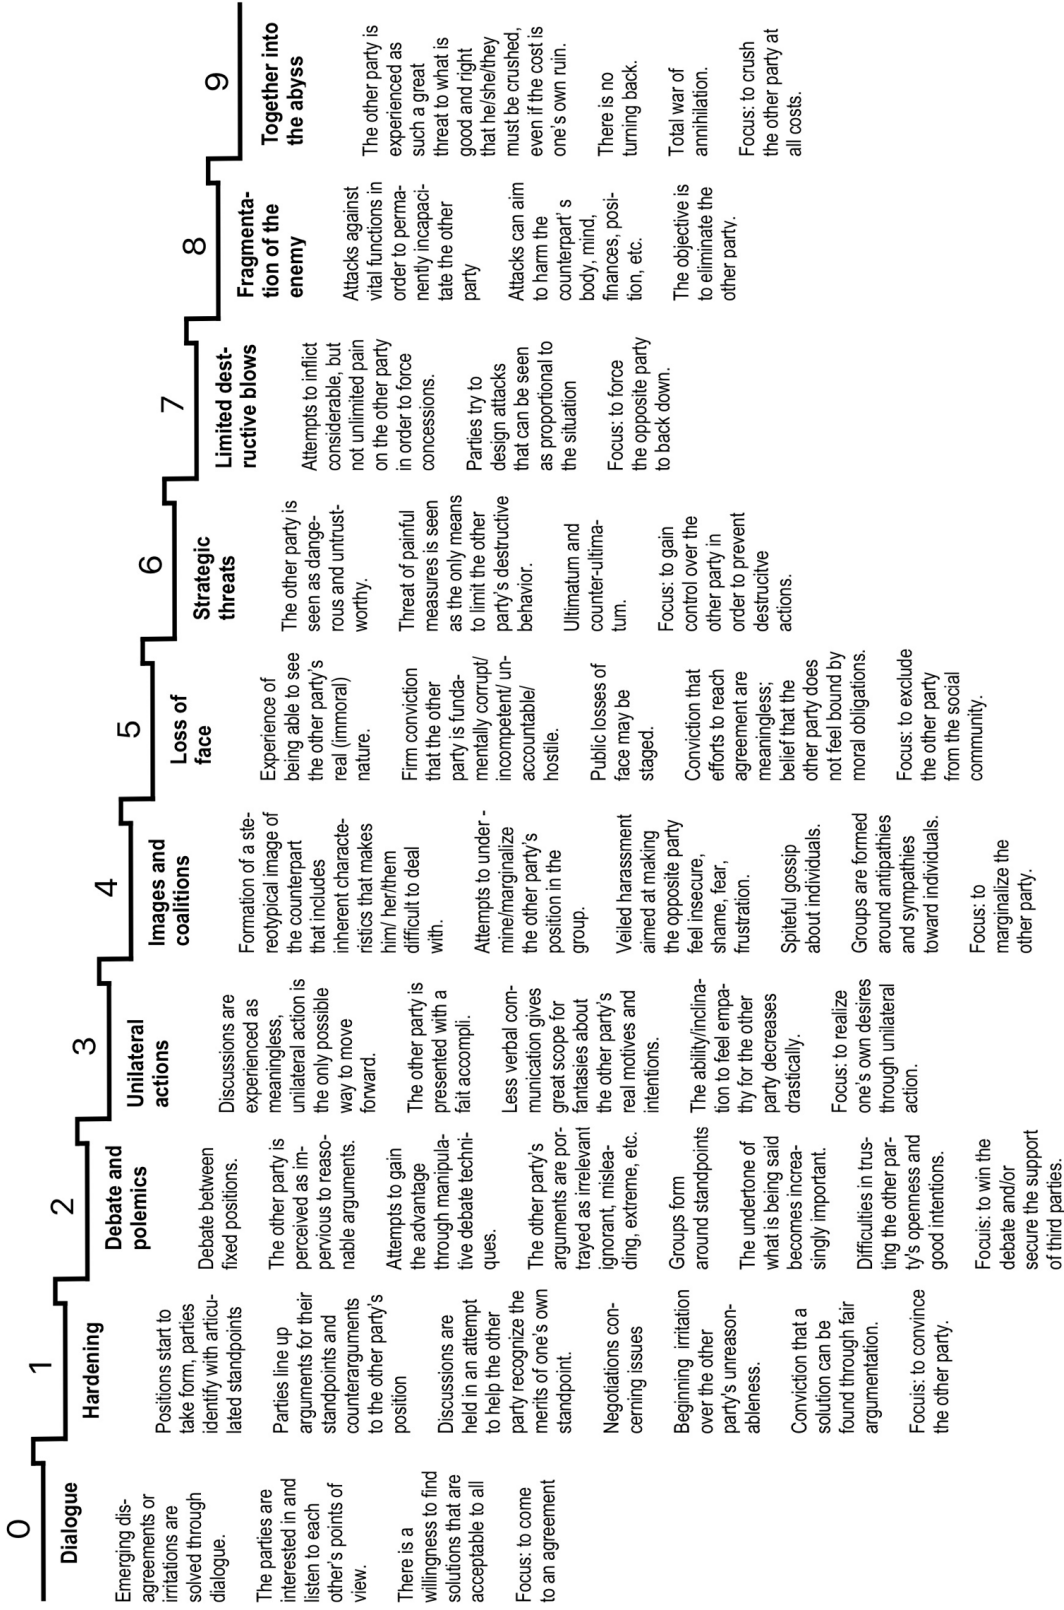 0
Dialogue
Emerging dis-
agreements or
irritations are
solved through
dialogue.
The parties are
interested in and
listen to each
other's points of
view.
There is a
willingness to find
solutions that are
acceptable to all
Focus: to come
to an agreement
1
Hardening
Positions start to
take form, parties
identify with articu-
lated standpoints
Parties line up
arguments for their
standpoints and
counterarguments
to the other party's
position
Discussions are
held in an attempt
to help the other
party recognize the
merits of one's own
standpoint.
Negotiations con-
cerning issues
Beginning irritation
over the other
party's unreason-
ableness.
Conviction that a
solution can be
found through fair
argumentation.
Focuis: to convince
the other party.
2
Debate and
polemics
Debate between
fixed positions.
The other party is
perceived as im-
pervious to reaso-
nable arguments.
Attempts to gain
the advantage
through manipula-
tive debate techni-
ques.
The other party's
arguments are por-
trayed as irrelevant
ignorant, mislea-
ding, extreme, etc.
Groups form
around standpoints
The undertone of
what is being said
becomes increa-
singly important.
Difficulties in trus-
ting the other par-
ty's openness and
good intentions.
Focuis: to win the
debate and/or
secure the support
of third parties.
3
Unilateral
actions
Discussions are
experienced as
meaningless,
unilateral action is
the only possible
way to move
forward.
The other party is
presented with a
fait accompli.
Less verbal com-
munication gives
great scope for
fantasies about
the other party's
real motives and
intentions.
The ability/inclina-
tion to feel empa-
thy for the other
party decreases
drastically.
Focus: to realize
one's own desires
through unilateral
action.
4
Images and
coalitions
Formation of a ste-
reotypical image of
the counterpart
that includes
inherent characte-
ristics that makes
him/ her/them
difficult to deal
with.
Attempts to under -
mine/marginalize
the other party's
position in the
group.
Veiled harassment
aimed at making
the opposite party
feel insecure,
shame, fear,
frustration.
Spiteful gossip
about individuals.
Groups are formed
around antipathies
and sympathies
toward individuals.
Focus: to
marginalize the
other party.
5
Loss of
face
Experience of
being able to see
the other party's
real (immoral)
nature.
Firm conviction
that the other
party is funda-
mentally corrupt/
incompetent/ un-
accountable/
hostile.
Public losses of
face may be
staged.
Conviction that
efforts to reach
agreement are
meaningless;
belief that the
other party does
not feel bound by
moral obligations.
Focus: to exclude
the other party
from the social
community.
6
Strategic
threats
The other party is
seen as dange-
rous and untrust-
worthy.
Threat of painful
measures is seen
as the only means
to limit the other
party's destructive
behavior.
Ultimatum and
counter-ultima-
tum.
Focus: to gain
control over the
other party in
order to prevent
destrucitve
actions.
7
Limited dest-
ructive blows
Attempts to inflict
considerable, but
not unlimited pain
on the other party
in order to force
concessions.
Parties try to
design attacks
that can be seen
as proportional to
the situation
Focus: to force
the opposite party
to back down.
8
Fragmenta-
tion of the
enemy
Attacks against
vital functions in
order to perma-
nently incapaci-
tate the other
party
Attacks can aim
to harm the
counterpart' s
body, mind,
finances, posi-
tion, etc.
The objective is
to eliminate the
other party.
9
Together into
the abyss
The other party is
experienced as
such a great
threat to what is
good and right
that he/she/they
must be crushed,
even if the cost is
one's own ruin.
There is no
turning back.
Total war of
annihilation.
Focus: to crush
the other party at
all costs.